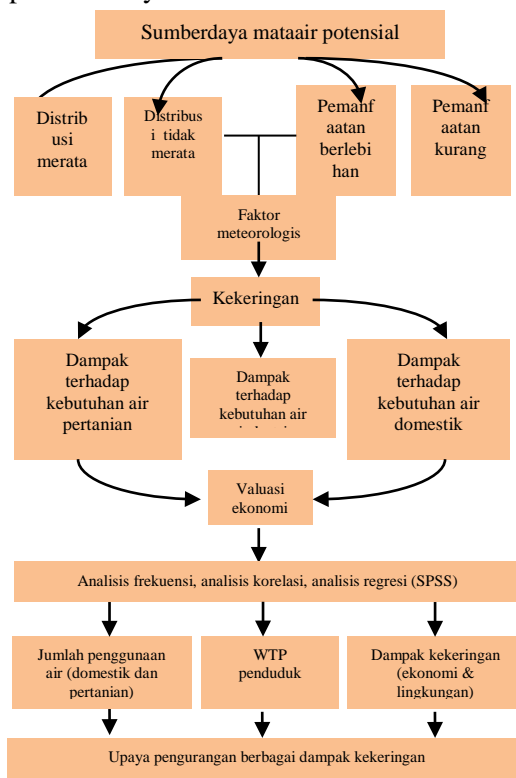 Sumberdaya mataair potensial
Distrib
usi
merata
Distribus
i tidak
merata
Pemanf
aatan
berlebi
han
Pemanf
aatan
kurang
Faktor
meteorologis
Kekeringan
Dampak
terhadap
kebutuhan air
pertanian
Dampak
terhadap
kebutuhan air
Dampak
terhadap
kebutuhan air
domestik
Valuasi
ekonomi
Analisis frekuensi, analisis korelasi, analisis regresi (SPSS)
Jumlah penggunaan
air (domestik dan
pertanian)
WTP
penduduk
Dampak kekeringan
(ekonomi &
lingkungan)
Upaya pengurangan berbagai dampak kekeringan